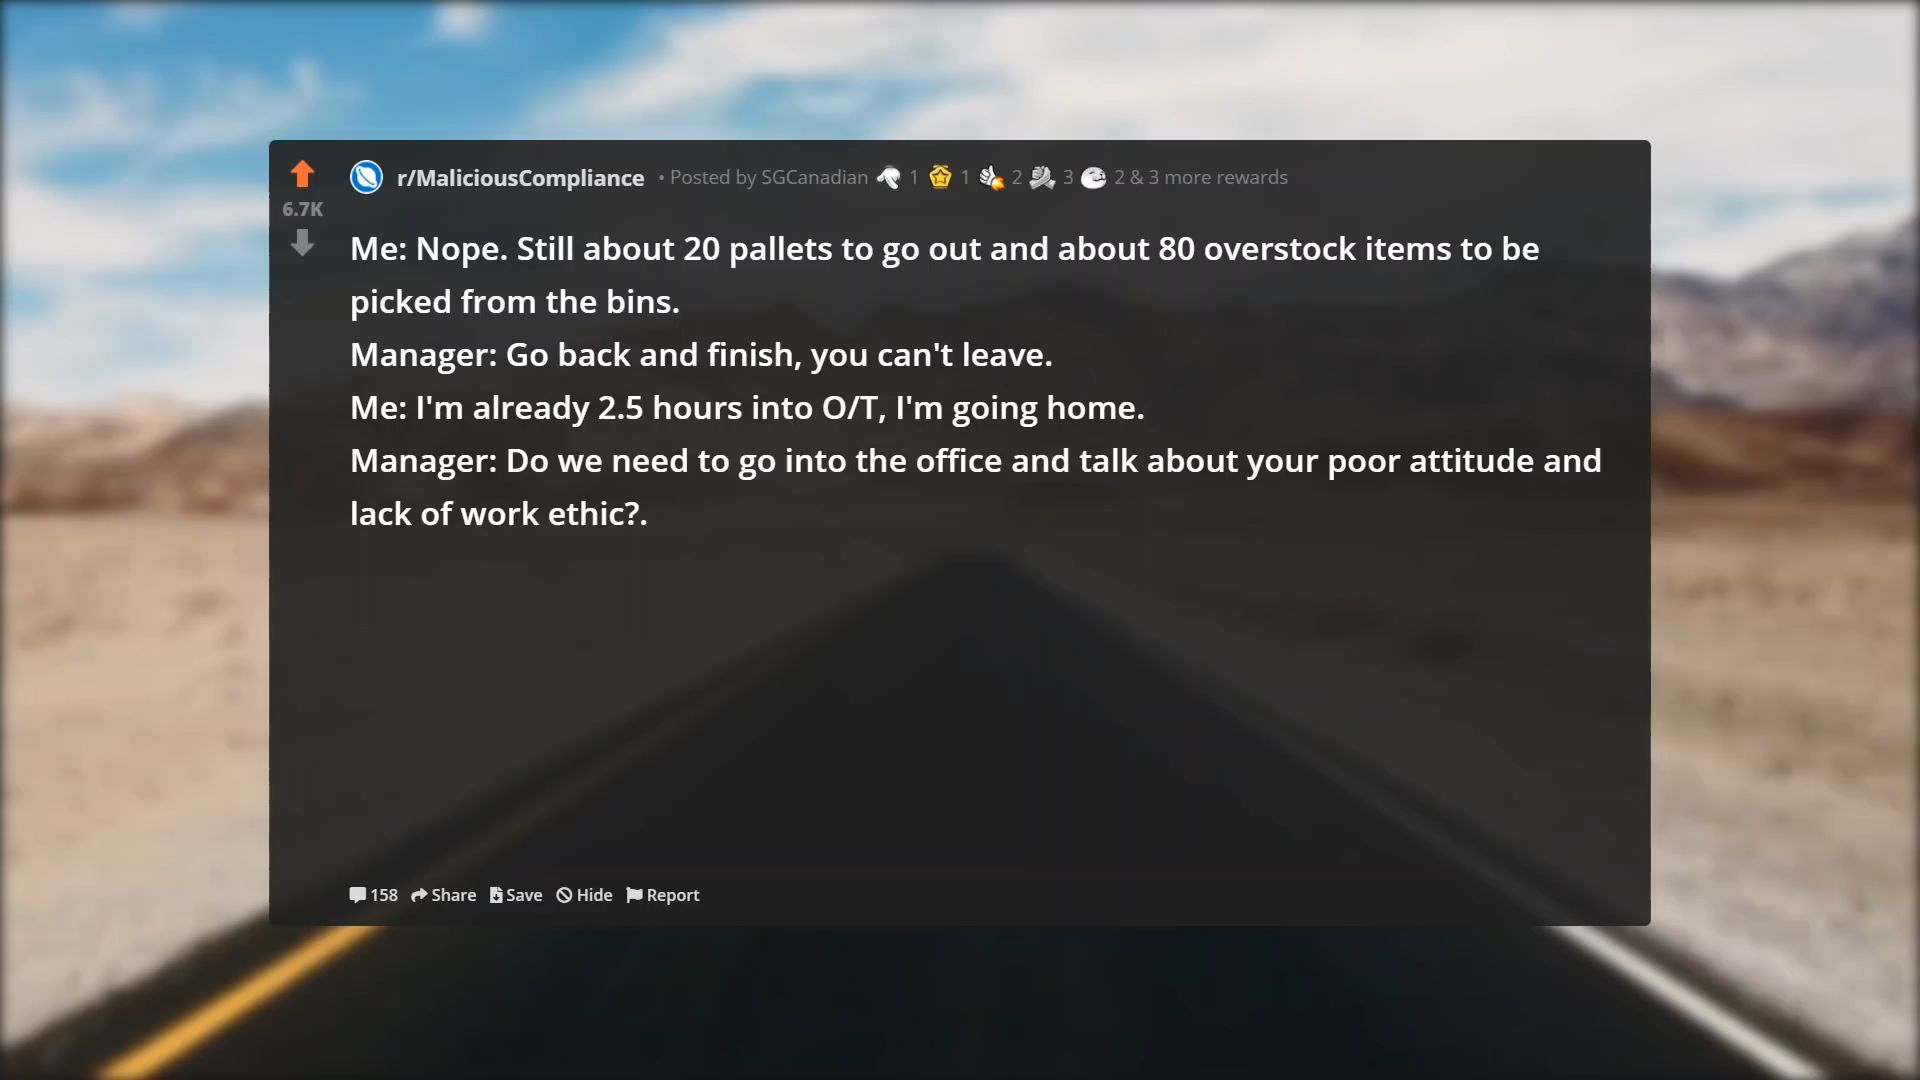 r/MaliciousCompliance • Posted by SGCanadian 1 1 2 3 2 & 3 more rewards
6.7K
Me: Nope. Still about 20 pallets to go out and about 80 overstock items to be
picked from the bins.
Manager: Go back and finish, you can't leave.
Me: I'm already 2.5 hours into O/T, I'm going home.
Manager: Do we need to go into the office and talk about your poor attitude and
lack of work ethic?.
158 Share Save Hide Report